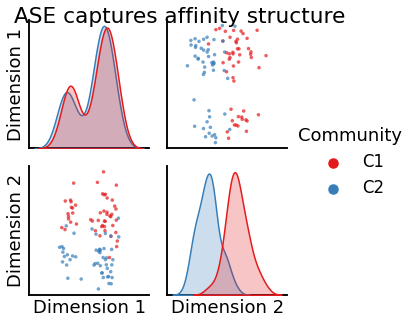 ASE captures affinity structure
Dimension 1
Community
C1
C2
Dimension 2
Dimension 1
Dimension 2